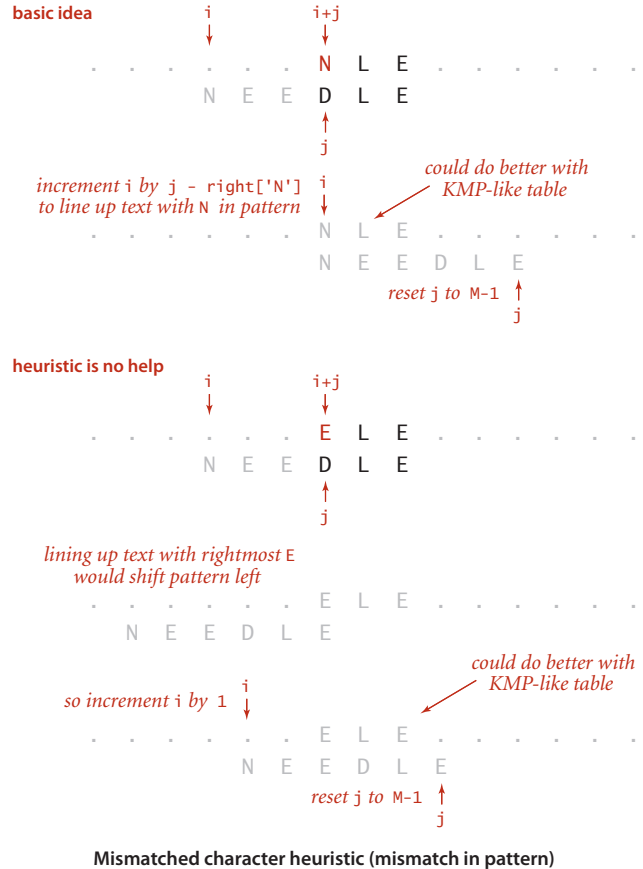 basic idea
i i+j
. . . . . . N L E . . . . . .
N E E D L E
j
could do better with
KMP-like table
increment i by j - right['N'] i
to line up text with N in pattern
. . . . . . N L E . . . . . .
N E E D L E
reset j to M-1
j
heuristic is no help
i i+j
. . . . . . E L E . . . . . .
N E E D L E
j
lining up text with rightmost E
would shift pattern left
. . . . . . E L E . . . . . .
N E E D L E
could do better with
KMP-like table
so increment i by 1 i
. . . . . . E L E . . . . . .
N E E D L E
reset j to M-1
j
Mismatched character heuristic (mismatch in pattern)